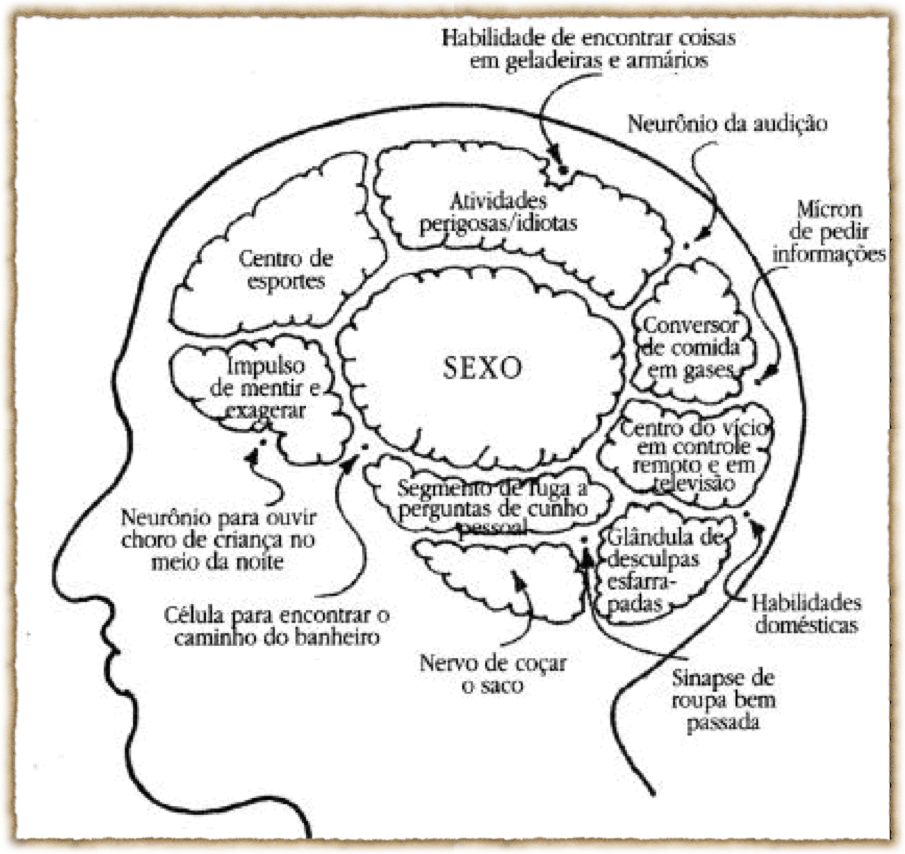 Habilidade de encontrar coisas
em geladeiras e armários
Neurônio da audição
Mícron
de pedir
informações
Atividades
perigosas/idiotas
Centro de
esportes
Conversor
de comida
em gases
SEXO
Impulso
de mentir e
exagerar
Centro do vício
em controle
remoto e em
televisão
Segmento de fuga a
perguntas de cunho
pessoal
Neurônio para ouvir
choro de criança no
meio da noite
Glândula de
desculpas
esfarra-
padas
Célula para encontrar o
caminho do banheiro
Habilidades
domésticas
Nervo de coçar
o saco
Sinapse de
roupa bem
passada